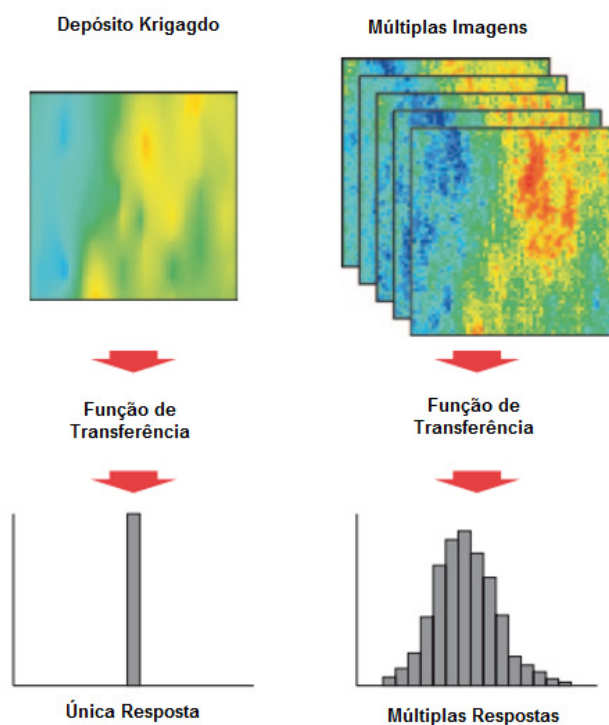 Depósito Krigagdo
Múltiplas Imagens
Função de
Transferência
Função de
Transferência
Única Resposta
Múltiplas Respostas